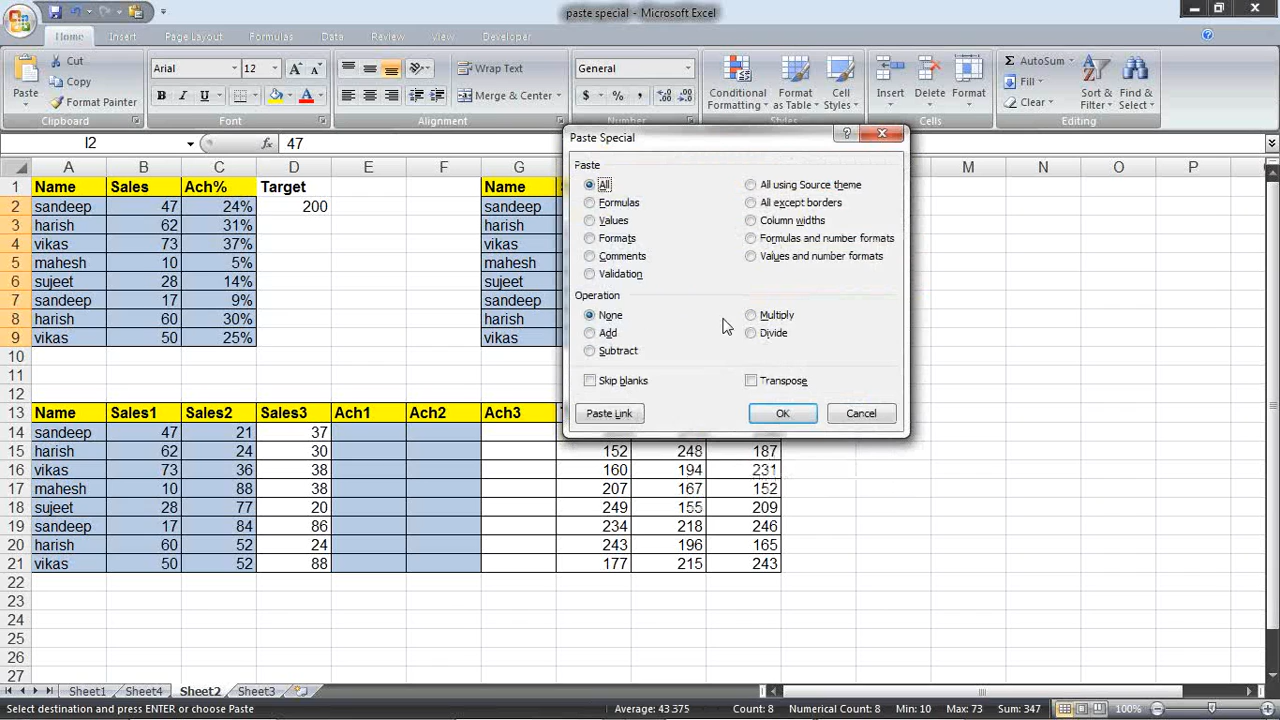 paste special - Microsoft Excel
Home Insert Page Layout Formulas Data Review View Developer
Paste
Cut
Copy
Format Painter
Clipboard
Arial 12
B I U
Font
Wrap Text
Merge & Center
Alignment
General
$ % ,
Conditional Formatting
Format as Table
Cell Styles
Styles
Insert Delete Format
Cells
Σ AutoSum
Fill
Clear
Sort & Filter
Find & Select
Editing
I2 fx 47
A B C D E F G M N O P
1 Name Sales Ach% Target Name
2 sandeep 47 24% 200 sandeep
3 harish 62 31% harish
4 vikas 73 37% vikas
5 mahesh 10 5% mahesh
6 sujeet 28 14% sujeet
7 sandeep 17 9% sandeep
8 harish 60 30% harish
9 vikas 50 25% vikas
10
11
12
13 Name Sales1 Sales2 Sales3 Ach1 Ach2 Ach3
14 sandeep 47 21 37
15 harish 62 24 30 152 248 187
16 vikas 73 36 38 160 194 231
17 mahesh 10 88 38 207 167 152
18 sujeet 28 77 20 249 155 209
19 sandeep 17 84 86 234 218 246
20 harish 60 52 24 243 196 165
21 vikas 50 52 88 177 215 243
22
23
24
25
26
27
Paste Special
Paste
All
All using Source theme
Formulas
All except borders
Values
Column widths
Formats
Formulas and number formats
Comments
Values and number formats
Validation
Operation
None
Multiply
Add
Divide
Subtract
Skip blanks
Transpose
Paste Link
OK
Cancel
Sheet1 Sheet4 Sheet2 Sheet3
Select destination and press ENTER or choose Paste
Average: 43.375 Count: 8 Numerical Count: 8 Min: 10 Max: 73 Sum: 347 100%